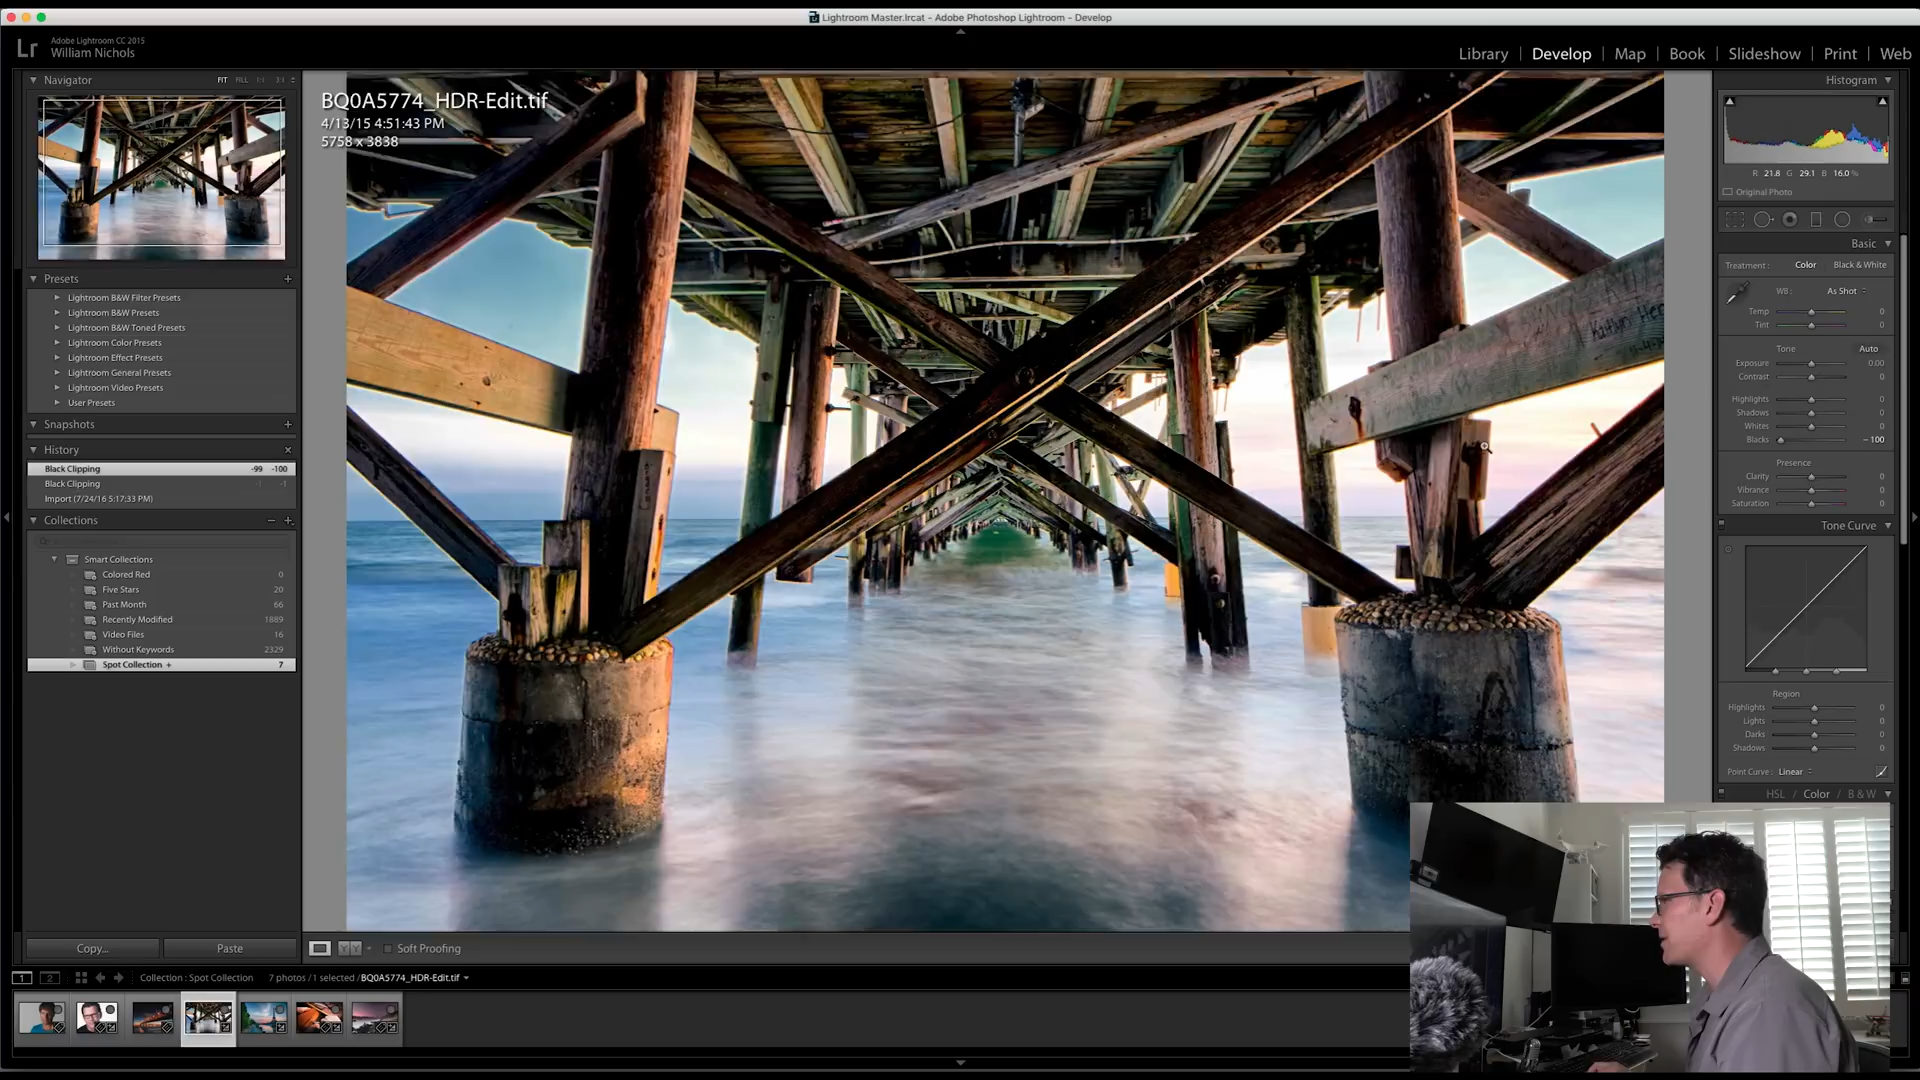 Lightroom Master.lrcat - Adobe Photoshop Lightroom - Develop
Lr
Adobe Lightroom CC 2015
William Nichols
Library | Develop | Map | Book | Slideshow | Print | Web
Navigator FIT FILL 1:1 3:1
Histogram
BQ0A5774_HDR-Edit.tif
4/13/15 4:51:43 PM
5758 x 3838
R 21.8 G 29.1 B 16.0 %
Original Photo
Basic
Treatment : Color Black & White
WB : As Shot
Temp 0
Tint 0
Tone Auto
Exposure 0.00
Contrast 0
Highlights 0
Shadows 0
Whites 0
Blacks - 100
Presence
Clarity 0
Vibrance 0
Saturation 0
Tone Curve
Region
Highlights 0
Lights 0
Darks 0
Shadows 0
Point Curve : Linear
HSL / Color / B & W
Presets +
Lightroom B&W Filter Presets
Lightroom B&W Presets
Lightroom B&W Toned Presets
Lightroom Color Presets
Lightroom Effect Presets
Lightroom General Presets
Lightroom Video Presets
User Presets
Snapshots +
History ×
Black Clipping -99 -100
Black Clipping -1 -1
Import (7/24/16 5:17:33 PM)
Collections − +
Smart Collections
Colored Red 0
Five Stars 20
Past Month 66
Recently Modified 1889
Video Files 16
Without Keywords 2329
Spot Collection + 7
Copy... Paste
Soft Proofing
1 2 Collection : Spot Collection 7 photos / 1 selected / BQ0A5774_HDR-Edit.tif